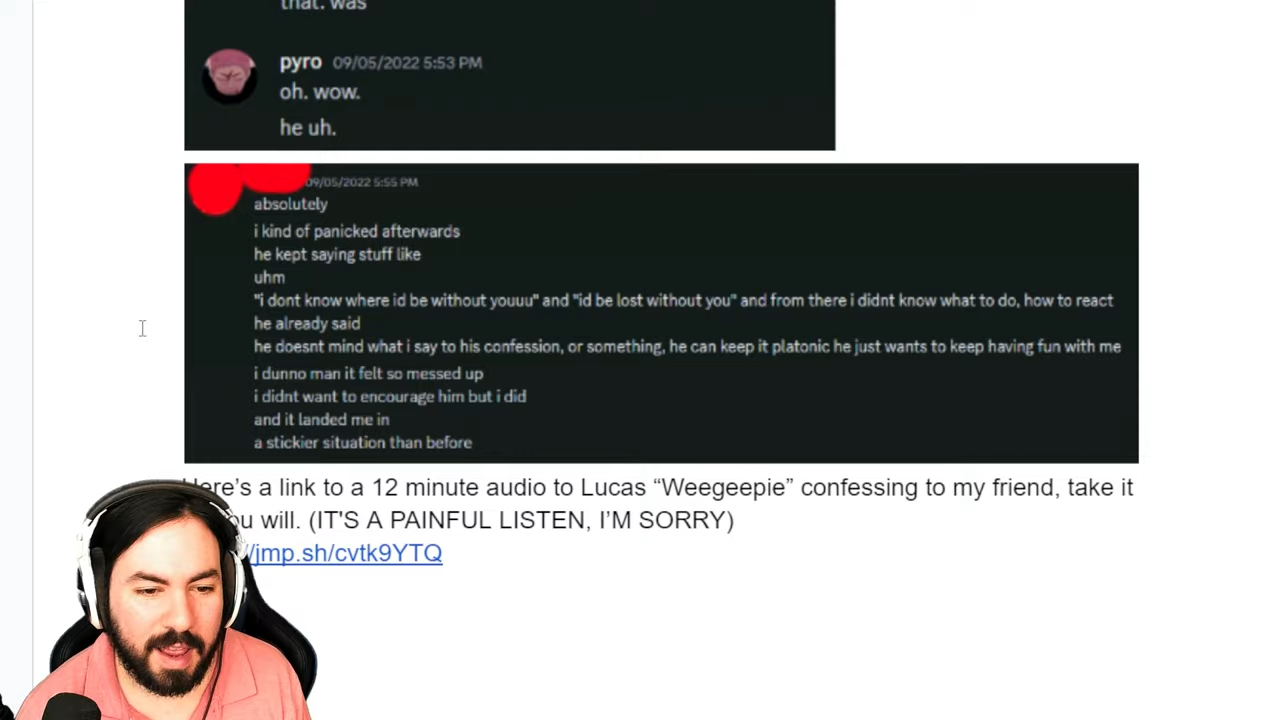 that. was
pyro 09/05/2022 5:53 PM
oh. wow.
he uh.
09/05/2022 5:55 PM
absolutely
i kind of panicked afterwards
he kept saying stuff like
uhm
"i dont know where id be without youuu" and "id be lost without you" and from there i didnt know what to do, how to react
he already said
he doesnt mind what i say to his confession, or something, he can keep it platonic he just wants to keep having fun with me
i dunno man it felt so messed up
i didnt want to encourage him but i did
and it landed me in
a stickier situation than before
Here’s a link to a 12 minute audio to Lucas “Weegeepie” confessing to my friend, take it
you will. (IT'S A PAINFUL LISTEN, I’M SORRY)
/jmp.sh/cvtk9YTQ